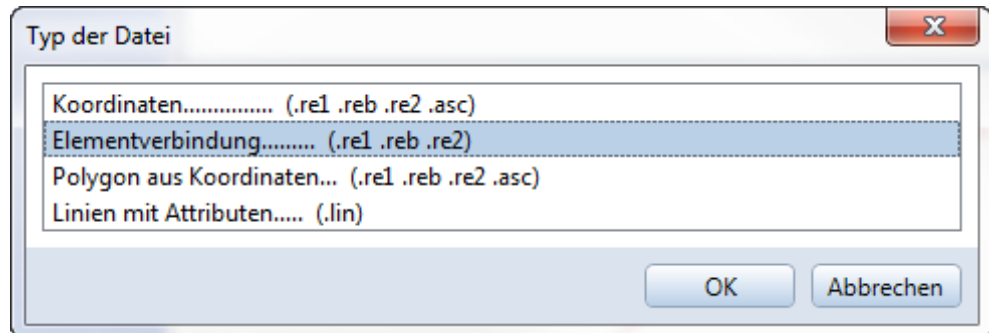 Typ der Datei
Koordinaten............... (.re1 .reb .re2 .asc)
Elementverbindung......... (.re1 .reb .re2)
Polygon aus Koordinaten... (.re1 .reb .re2 .asc)
Linien mit Attributen..... (.lin)
OK Abbrechen